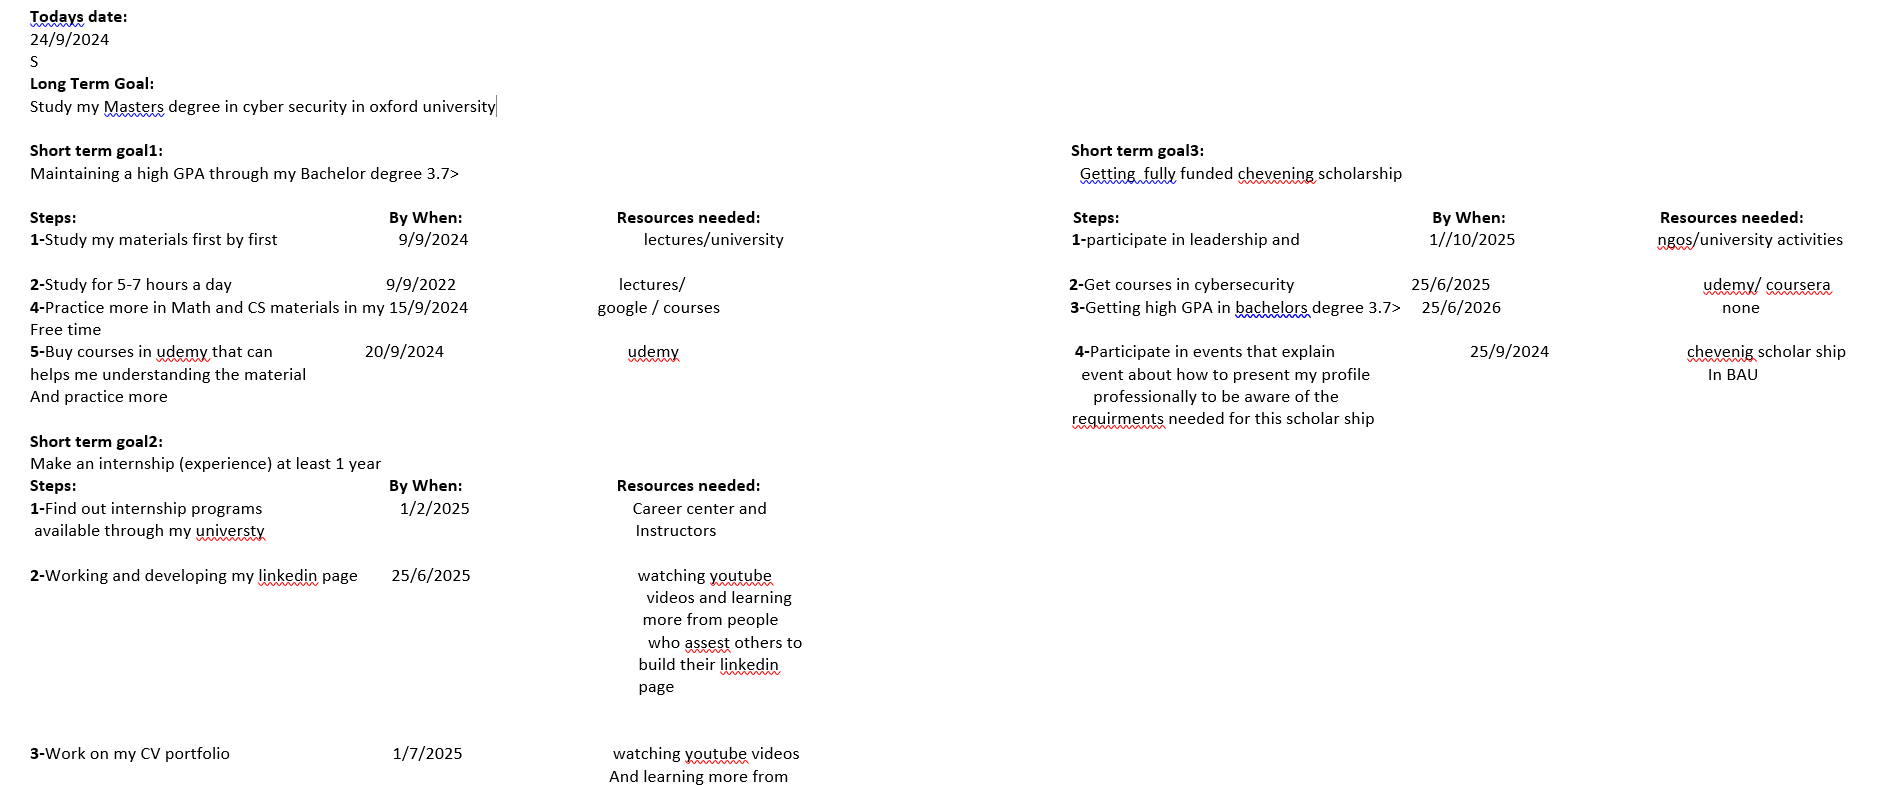 Todays date:
24/9/2024
S
Long Term Goal:
Study my Masters degree in cyber security in oxford university
Short term goal1:
Maintaining a high GPA through my Bachelor degree 3.7>
Steps: By When: Resources needed:
1-Study my materials first by first 9/9/2024 lectures/university
2-Study for 5-7 hours a day 9/9/2022 lectures/
4-Practice more in Math and CS materials in my 15/9/2024 google / courses
Free time
5-Buy courses in udemy that can 20/9/2024 udemy
helps me understanding the material
And practice more
Short term goal2:
Make an internship (experience) at least 1 year
Steps: By When: Resources needed:
1-Find out internship programs 1/2/2025 Career center and
available through my universty Instructors
2-Working and developing my linkedin page 25/6/2025 watching youtube
videos and learning
more from people
who assest others to
build their linkedin
page
3-Work on my CV portfolio 1/7/2025 watching youtube videos
And learning more from
Short term goal3:
Getting fully funded chevening scholarship
Steps: By When: Resources needed:
1-participate in leadership and 1//10/2025 ngos/university activities
2-Get courses in cybersecurity 25/6/2025 udemy/ coursera
3-Getting high GPA in bachelors degree 3.7> 25/6/2026 none
4-Participate in events that explain 25/9/2024 chevenig scholar ship
event about how to present my profile In BAU
professionally to be aware of the
requirments needed for this scholar ship